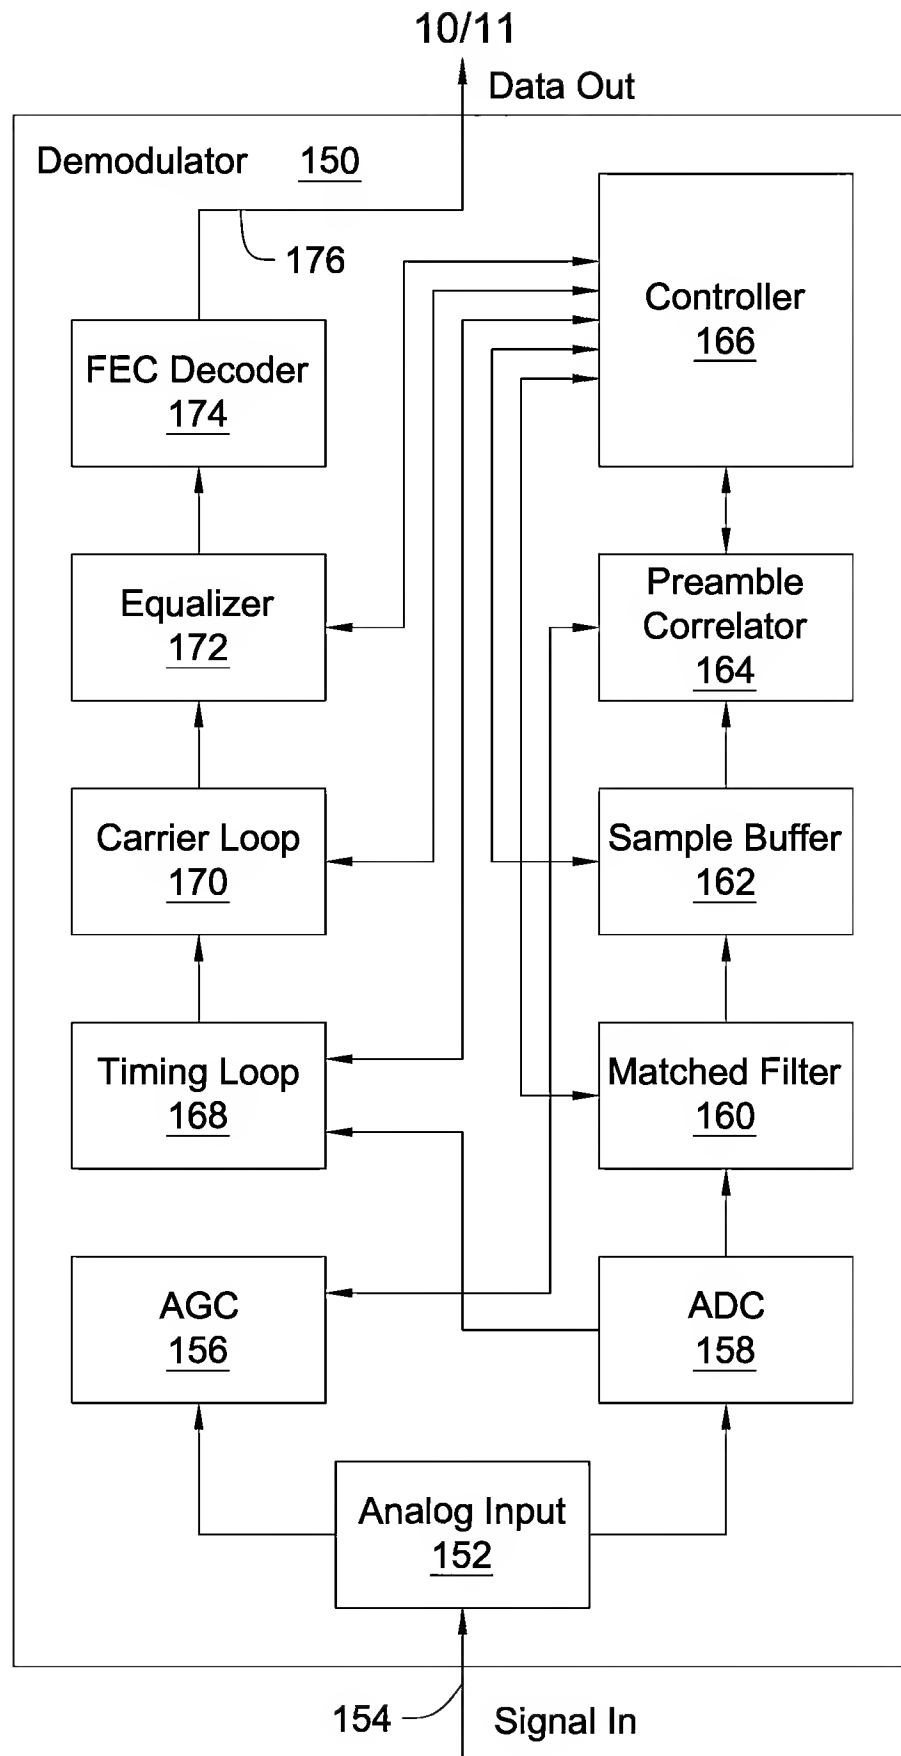 10/11
Data Out
Demodulator 150
176
Controller
166
FEC Decoder
174
Preamble
Correlator
164
Equalizer
172
Carrier Loop
170
Sample Buffer
162
Timing Loop
168
Matched Filter
160
AGC
156
ADC
158
Analog Input
152
154
Signal In